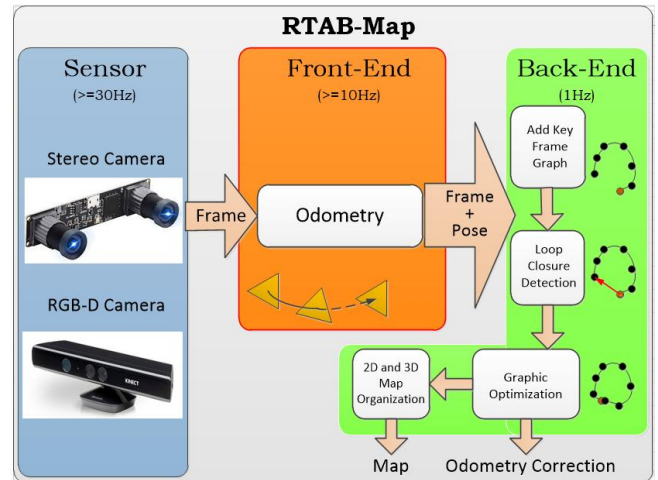 RTAB-Map
Sensor
(>=30Hz)
Stereo Camera
RGB-D Camera
KINECT
Front-End
(>=10Hz)
Frame
Odometry
Frame
+
Pose
Back-End
(1Hz)
Add Key
Frame
Graph
Loop
Closure
Detection
Graphic
Optimization
2D and 3D
Map
Organization
Map
Odometry Correction